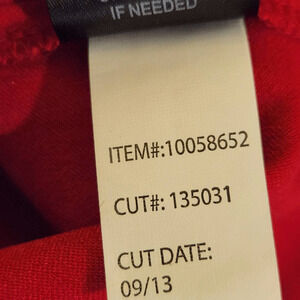 IF NEEDED
ITEM#:10058652
CUT#: 135031
CUT DATE:
09/13